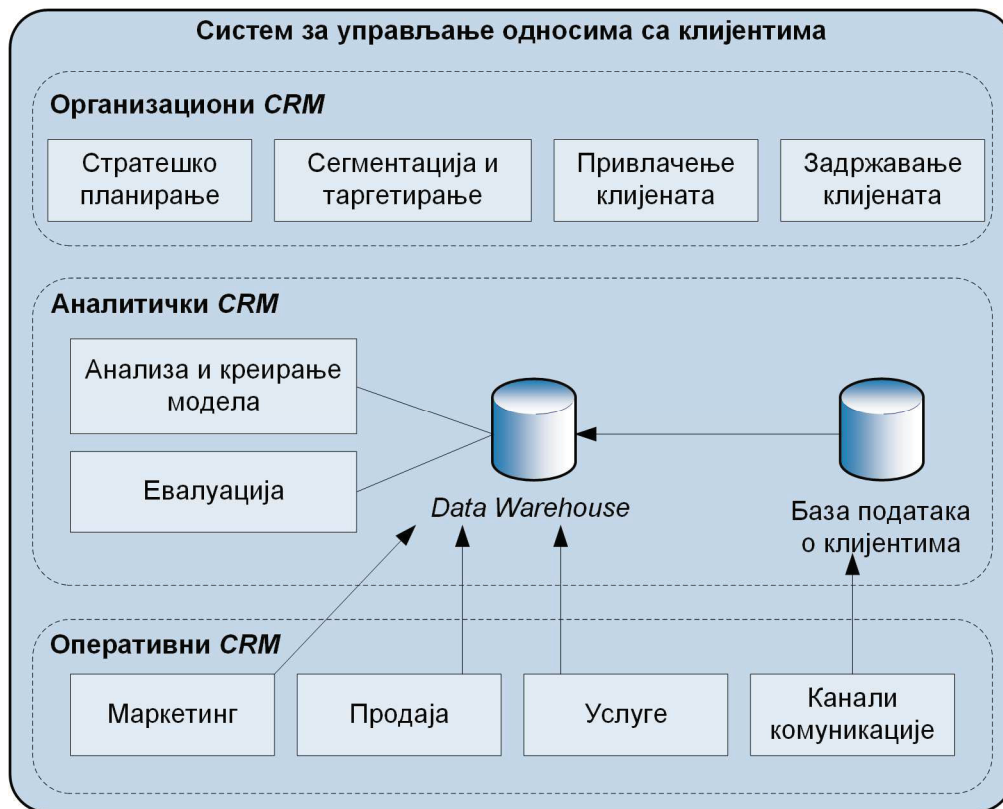 Систем за управљање односима са клијентима
Организациони CRM
Стратешко
планирање
Сегментација и
таргетирање
Привлачење
клијената
Задржавање
клијената
Аналитички CRM
Анализа и креирање
модела
Евалуација
Data Warehouse
База података
о клијентима
Оперативни CRM
Маркетинг
Продаја
Услуге
Канали
комуникације